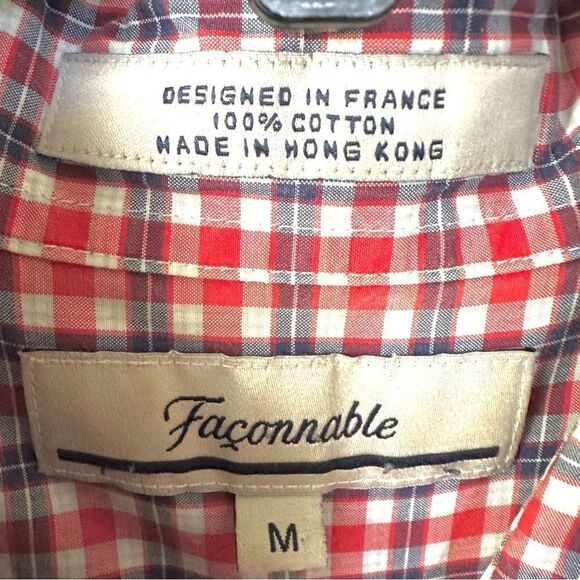 DESIGNED IN FRANCE
100% COTTON
MADE IN HONG KONG
Façonnable
M